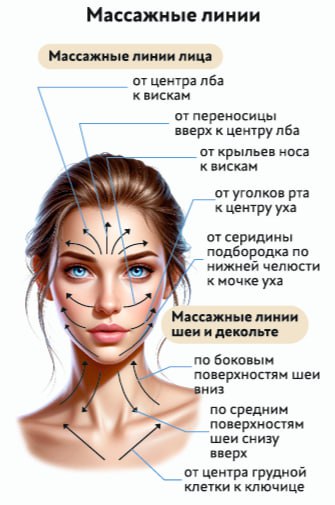 Массажные линии
Массажные линии лица
от центра лба
к вискам
от переносицы
вверх к центру лба
от крыльев носа
к вискам
от уголков рта
к центру уха
от серидины
подбородка по
нижней челюсти
к мочке уха
Массажные линии
шеи и декольте
по боковым
поверхностям шеи
вниз
по средним
поверхностям
шеи снизу
вверх
от центра грудной
клетки к ключице